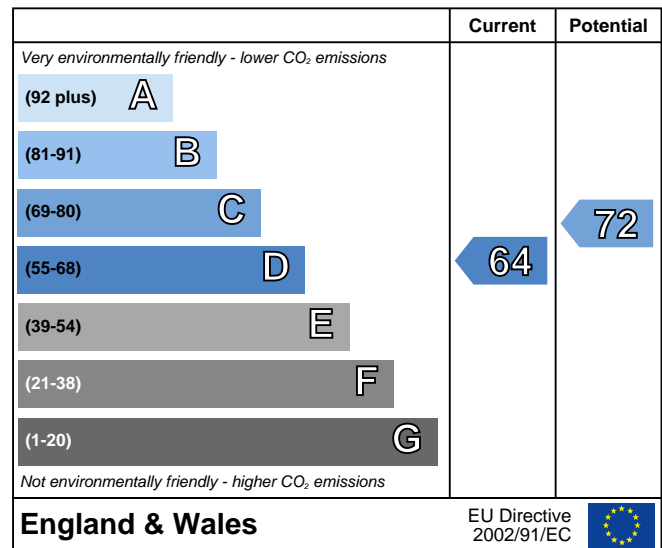 Current Potential
Very environmentally friendly - lower CO₂ emissions
(92 plus) A
(81-91) B
(69-80) C
(55-68) D
(39-54) E
(21-38) F
(1-20) G
64
72
Not environmentally friendly - higher CO₂ emissions
England & Wales
EU Directive
2002/91/EC